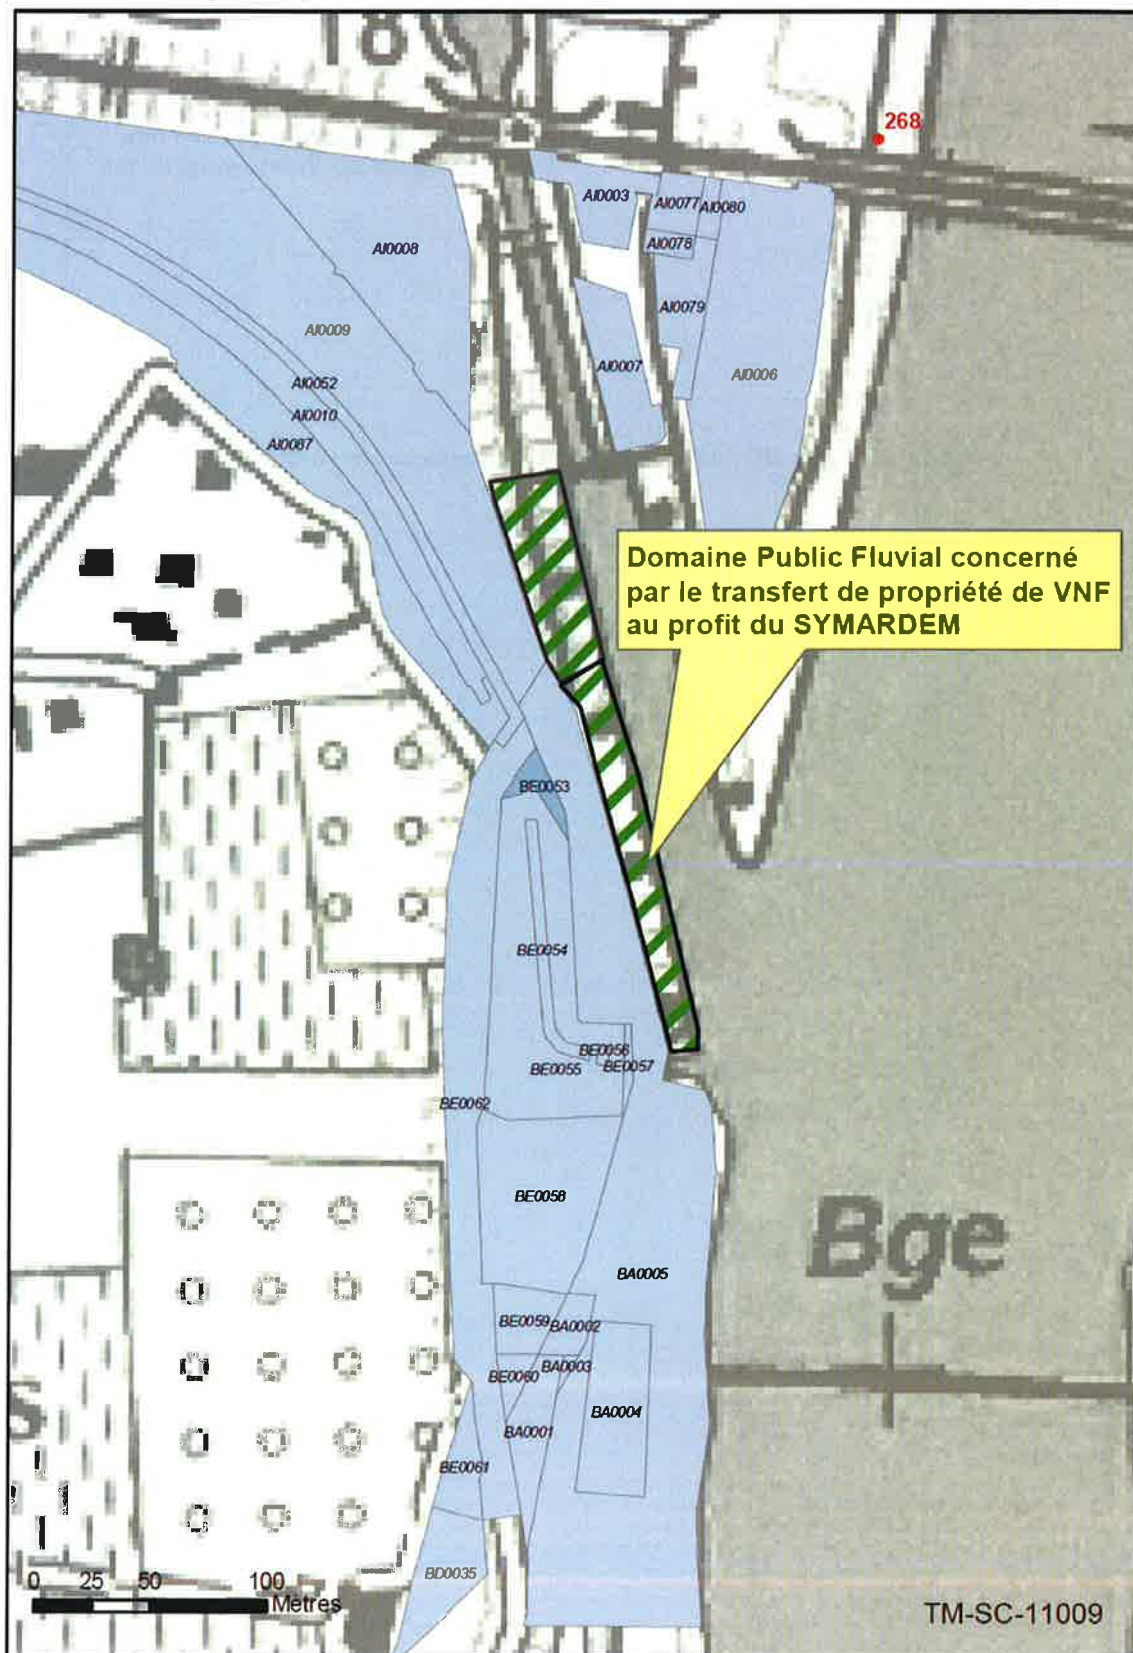 18
268
AI0003
AI0077
AI0080
AI0078
AI0008
AI0079
AI0009
AI0007
AI0006
AI0052
AI0010
AI0087
Domaine Public Fluvial concerné
par le transfert de propriété de VNF
au profit du SYMARDEM
BE0053
BE0054
BE0056
BE0055
BE0057
BE0062
BE0058
Bge
BA0005
BE0059
BA0002
BA0003
BE0060
BA0004
BA0001
s
BE0061
BD0035
0 25 50 100
Mètres
TM-SC-11009